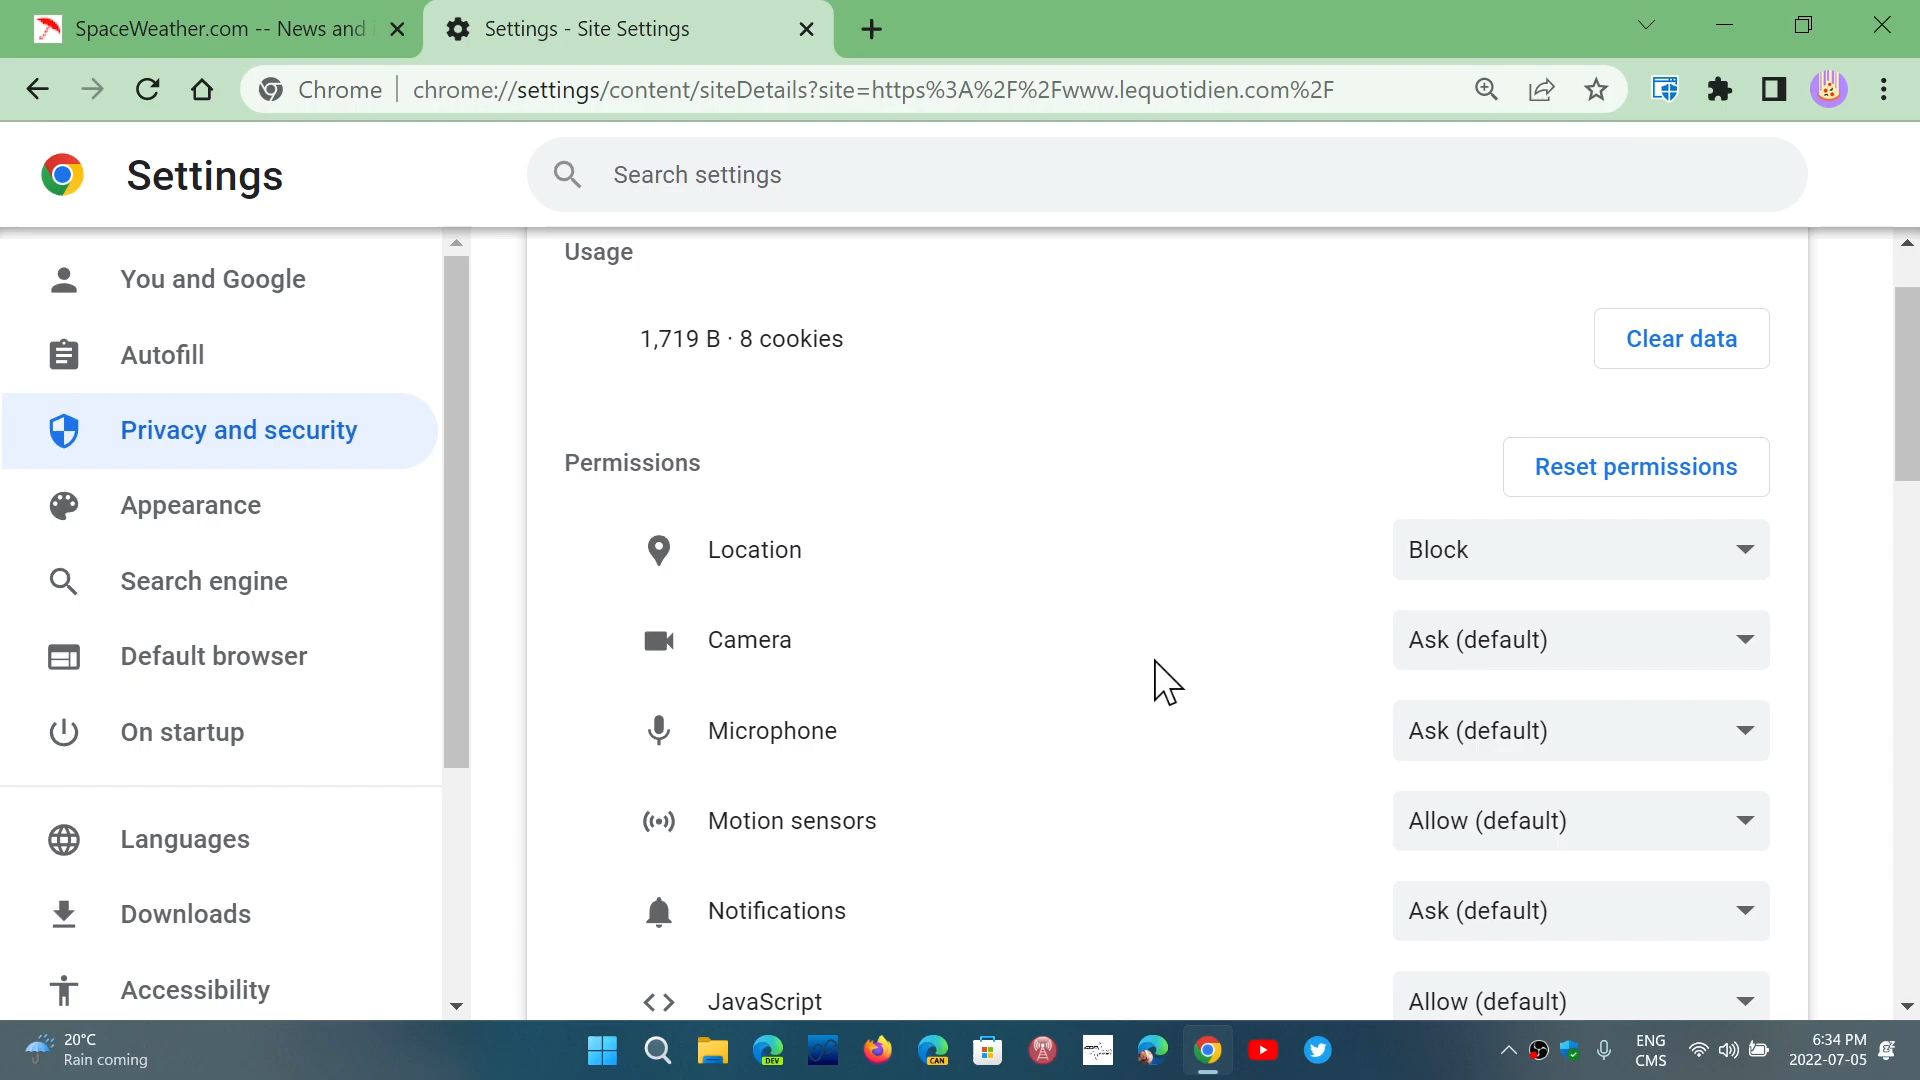 SpaceWeather.com -- News and
Settings - Site Settings
Chrome
chrome://settings/content/siteDetails?site=https%3A%2F%2Fwww.lequotidien.com%2F
Settings
Search settings
You and Google
Autofill
Privacy and security
Appearance
Search engine
Default browser
On startup
Languages
Downloads
Accessibility
Usage
1,719 B · 8 cookies
Clear data
Permissions
Reset permissions
Location
Block
Camera
Ask (default)
Microphone
Ask (default)
Motion sensors
Allow (default)
Notifications
Ask (default)
JavaScript
Allow (default)
20°C
Rain coming
DEV
CAN
ENG
CMS
6:34 PM
2022-07-05